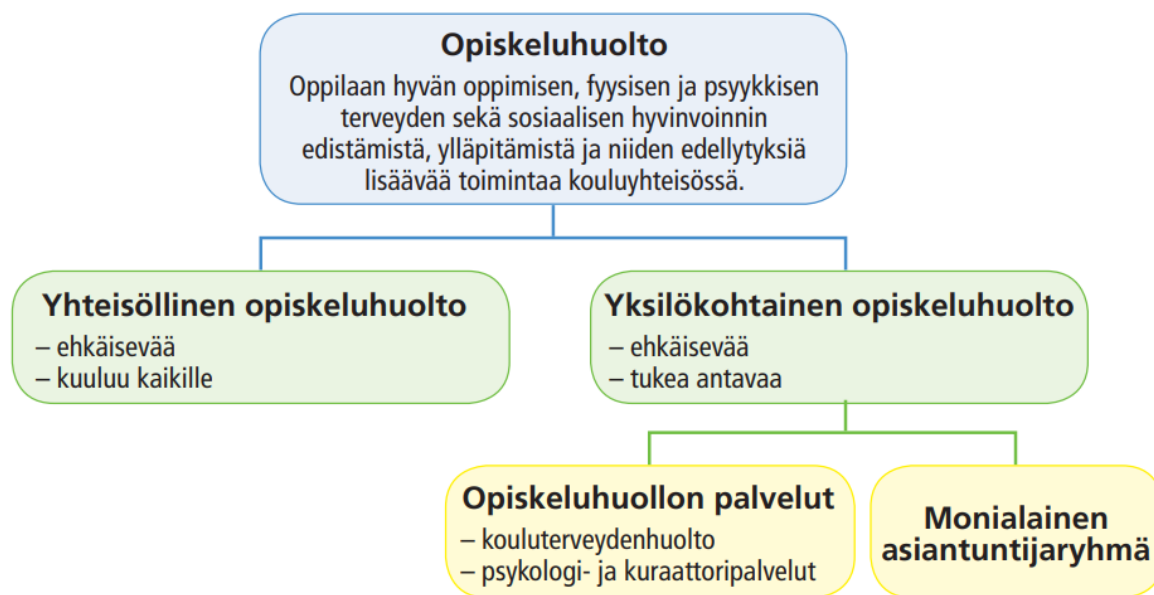 Opiskeluhuolto
Oppilaan hyvän oppimisen, fyysisen ja psyykkisen
terveyden sekä sosiaalisen hyvinvoinnin
edistämistä, ylläpitämistä ja niiden edellytyksiä
lisäävää toimintaa kouluyhteisössä.
Yhteisöllinen opiskeluhuolto
– ehkäisevää
– kuuluu kaikille
Yksilökohtainen opiskeluhuolto
– ehkäisevää
– tukea antavaa
Opiskeluhuollon palvelut
– kouluterveydenhuolto
– psykologi- ja kuraattoripalvelut
Monialainen
asiantuntijaryhmä